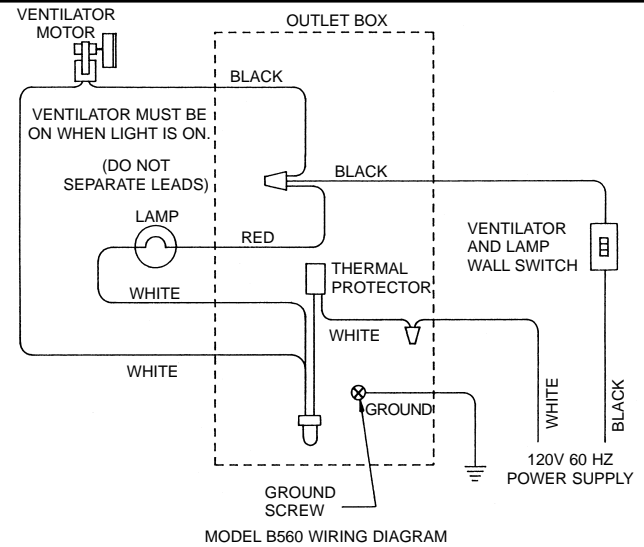 VENTILATOR
MOTOR
OUTLET BOX
BLACK
VENTILATOR MUST BE
ON WHEN LIGHT IS ON.
(DO NOT
SEPARATE LEADS)
BLACK
LAMP
RED
VENTILATOR
AND LAMP
WALL SWITCH
THERMAL
PROTECTOR
WHITE
WHITE
WHITE
GROUND
WHITE
BLACK
120V 60 HZ
POWER SUPPLY
GROUND
SCREW
MODEL B560 WIRING DIAGRAM